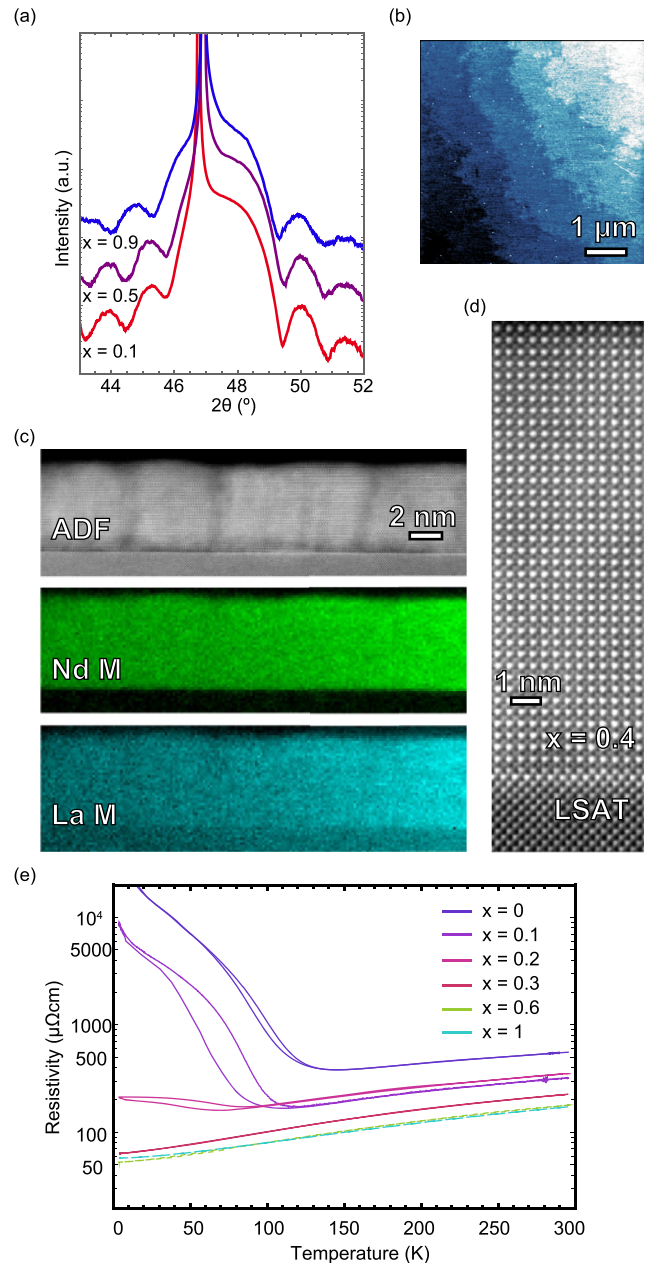 (a)
Intensity (a.u.)
x = 0.9
x = 0.5
x = 0.1
44 46 48 50 52
2θ (º)
(b)
1 µm
(c)
ADF
2 nm
Nd M
La M
(d)
1 nm
x = 0.4
LSAT
(e)
Resistivity (µΩcm)
10⁴
5000
1000
500
100
50
x = 0
x = 0.1
x = 0.2
x = 0.3
x = 0.6
x = 1
0 50 100 150 200 250 300
Temperature (K)